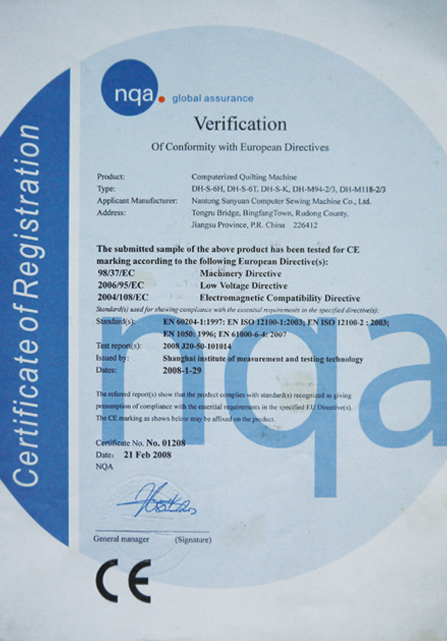 nqa.
global assurance
Verification
Of Conformity with European Directives
Certificate of Registration
Product: Computerized Quilting Machine
Type: DH-S-6H, DH-S-6T, DH-S-K, DH-M94-2/3, DH-M118-2/3
Applicant Manufacturer: Nantong Sanyuan Computer Sewing Machine Co., Ltd.
Address: Tongru Bridge, BingfangTown, Rudong County,
Jiangsu Province, P.R. China 226412
The submitted sample of the above product has been tested for CE
marking according to the following European Directive(s):
98/37/EC Machinery Directive
2006/95/EC Low Voltage Directive
2004/108/EC Electromagnetic Compatibility Directive
Standard(s) used for showing compliance with the essential requirements in the specified directive(s):
Standard(s): EN 60204-1:1997; EN ISO 12100-1:2003; EN ISO 12100-2 : 2003;
EN 1050: 1996; EN 61000-6-4: 2007
Test report(s): 2008 J20-50-101014
Issued by: Shanghai institute of measurement and testing technology
Dates: 2008-1-29
The referred report(s) show that the product complies with standard(s) recognized as giving
presumption of compliance with the essential requirements in the specified EU Directive(s).
The CE marking as shown below may be affixed on the product.
Certificate No. No. 01208
Date: 21 Feb 2008
NQA
General manager (Signature)
CE
nqa